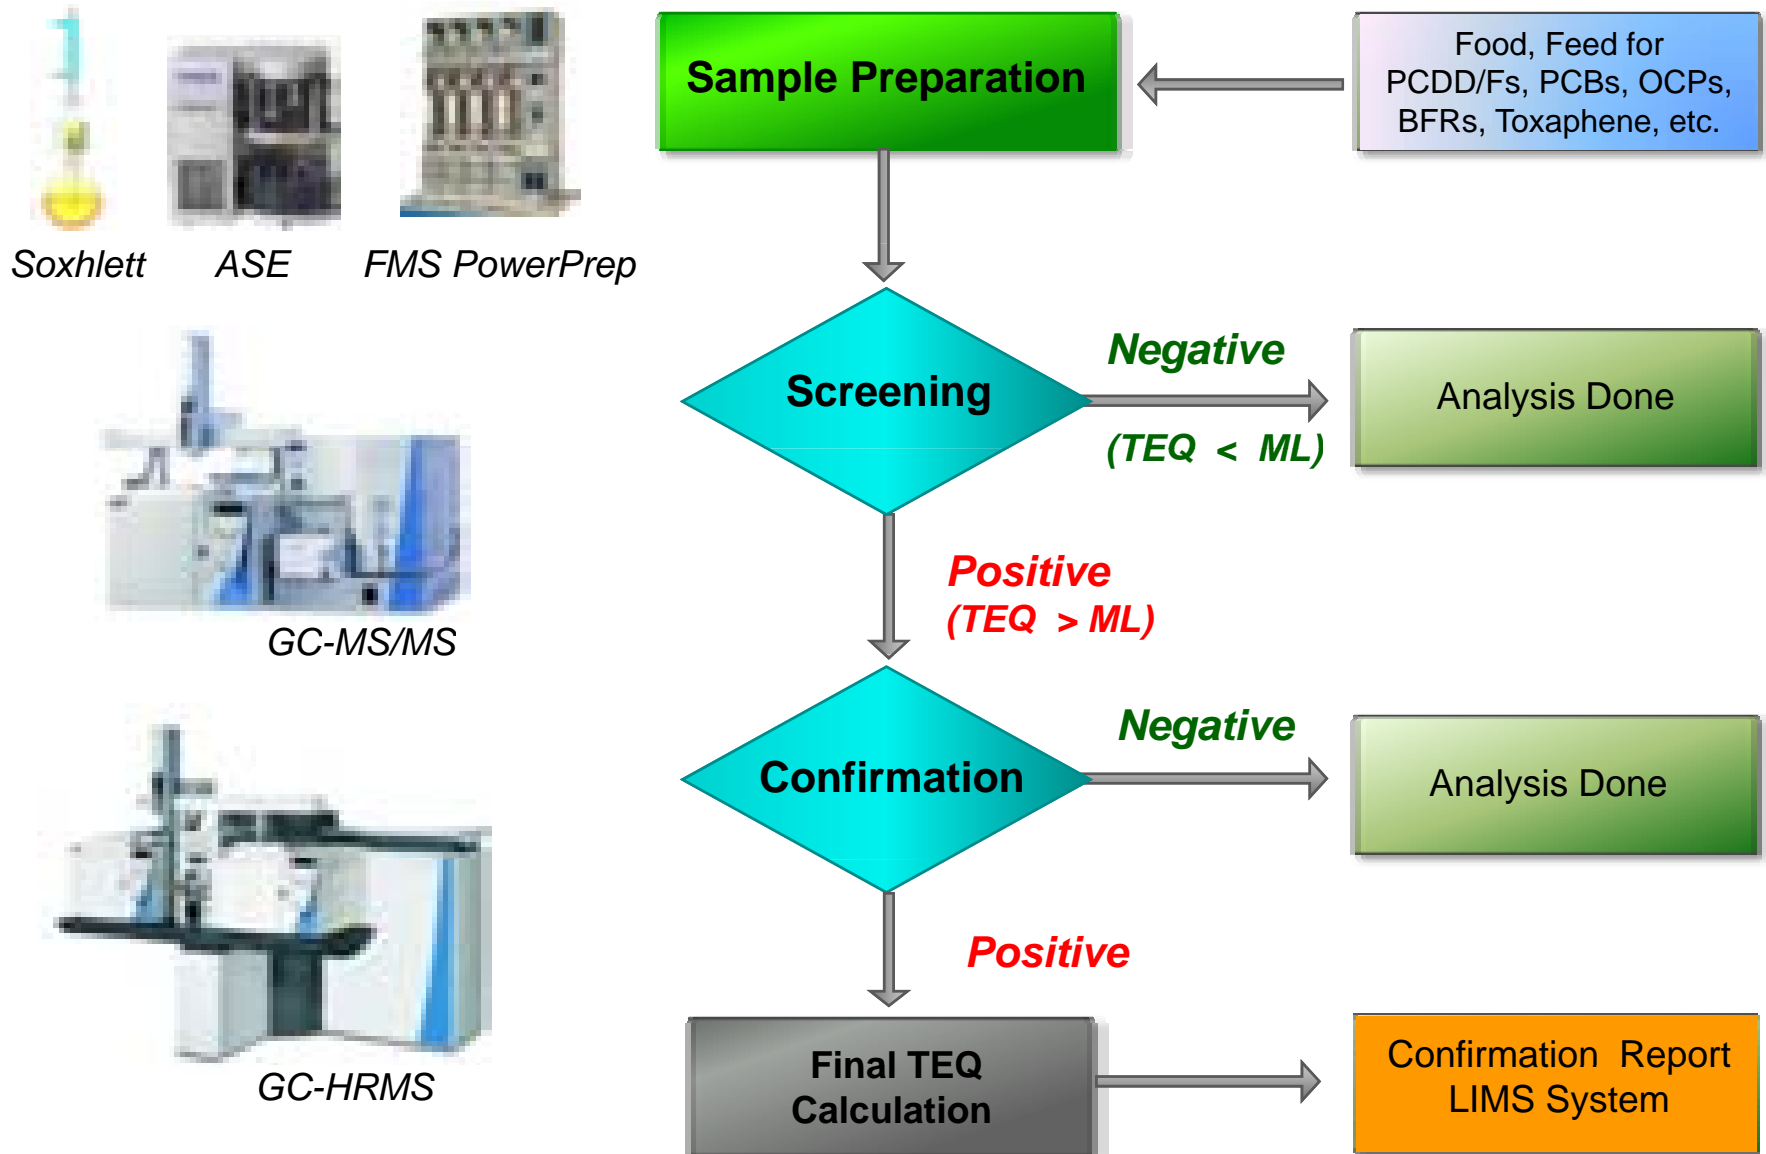 Sample Preparation
Food, Feed for
PCDD/Fs, PCBs, OCPs,
BFRs, Toxaphene, etc.
Soxhlett
ASE
FMS PowerPrep
Screening
Negative
(TEQ < ML)
Analysis Done
GC-MS/MS
Positive
(TEQ > ML)
Confirmation
Negative
Analysis Done
GC-HRMS
Positive
Final TEQ
Calculation
Confirmation Report
LIMS System